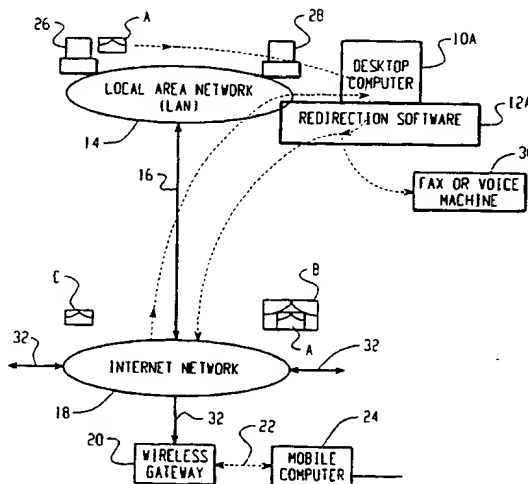 26
A
28
10A
DESKTOP
COMPUTER
LOCAL AREA NETWORK
(LAN)
REDIRECTION SOFTWARE
12A
14
16
FAX OR VOICE
MACHINE
C
B
A
32
INTERNET NETWORK
32
18
32
20
22
24
WIRELESS
GATEWAY
MOBILE
COMPUTER